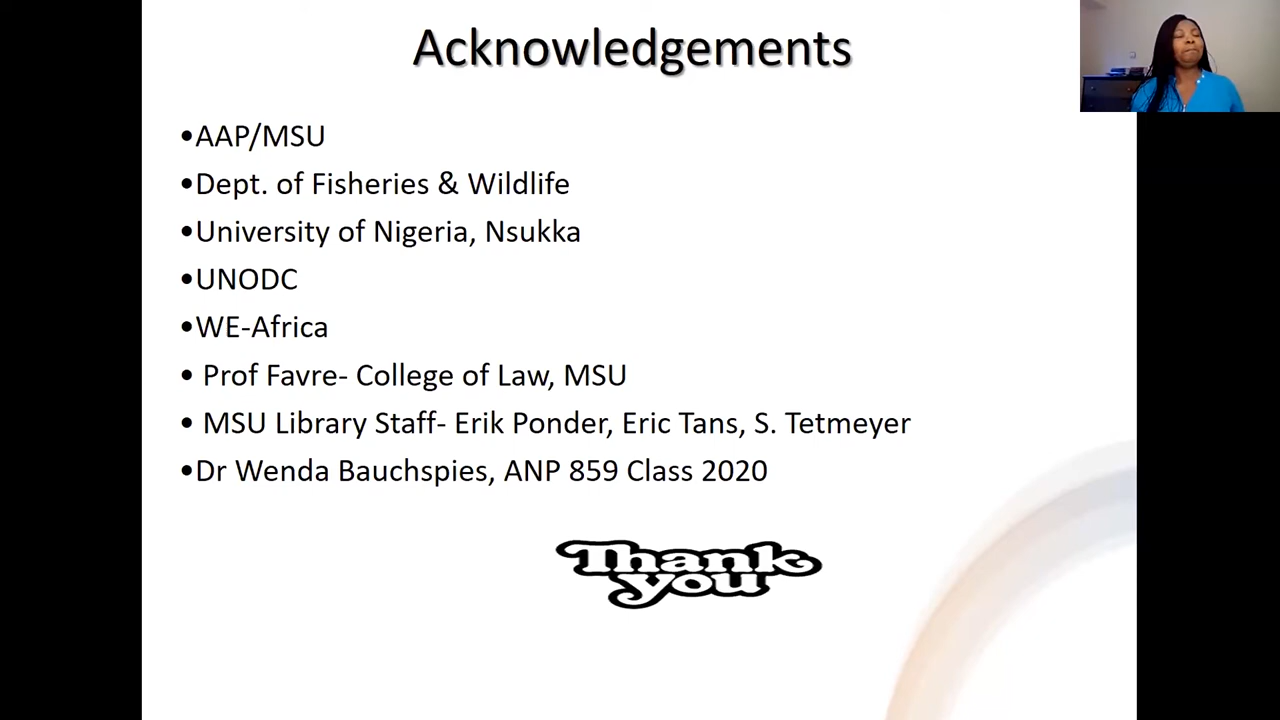 Acknowledgements
•AAP/MSU
•Dept. of Fisheries & Wildlife
•University of Nigeria, Nsukka
•UNODC
•WE-Africa
• Prof Favre- College of Law, MSU
• MSU Library Staff- Erik Ponder, Eric Tans, S. Tetmeyer
•Dr Wenda Bauchspies, ANP 859 Class 2020
Thank
you